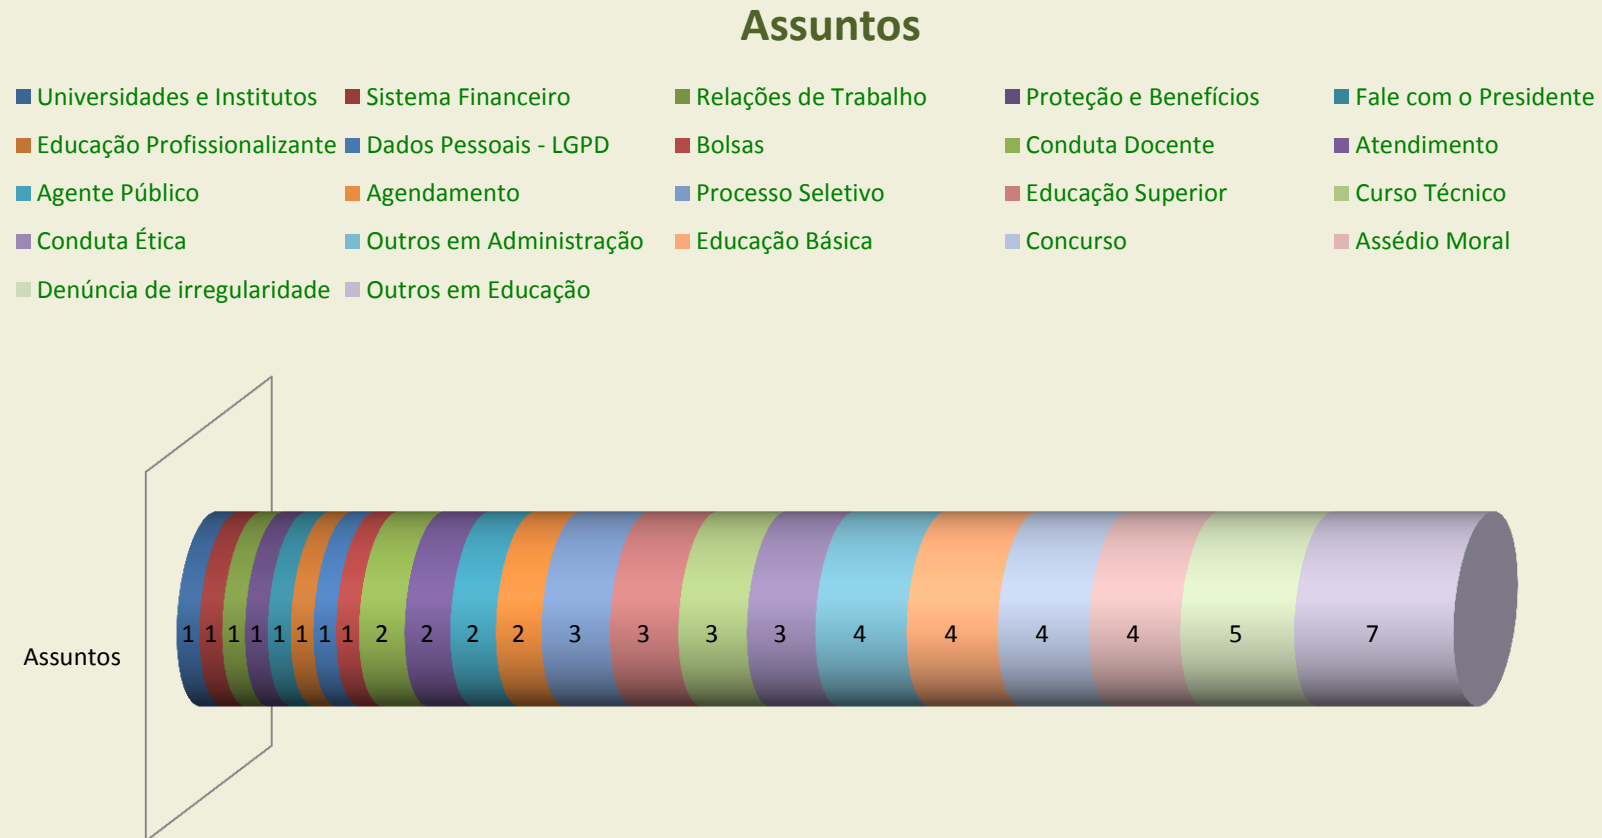 Assuntos
Universidades e Institutos Sistema Financeiro Relações de Trabalho Proteção e Benefícios Fale com o Presidente
Educação Profissionalizante Dados Pessoais - LGPD Bolsas Conduta Docente Atendimento
Agente Público Agendamento Processo Seletivo Educação Superior Curso Técnico
Conduta Ética Outros em Administração Educação Básica Concurso Assédio Moral
Denúncia de irregularidade Outros em Educação
1 1 1 1 1 1 1 1 2 2 2 2 3 3 3 3 4 4 4 4 5 7
Assuntos